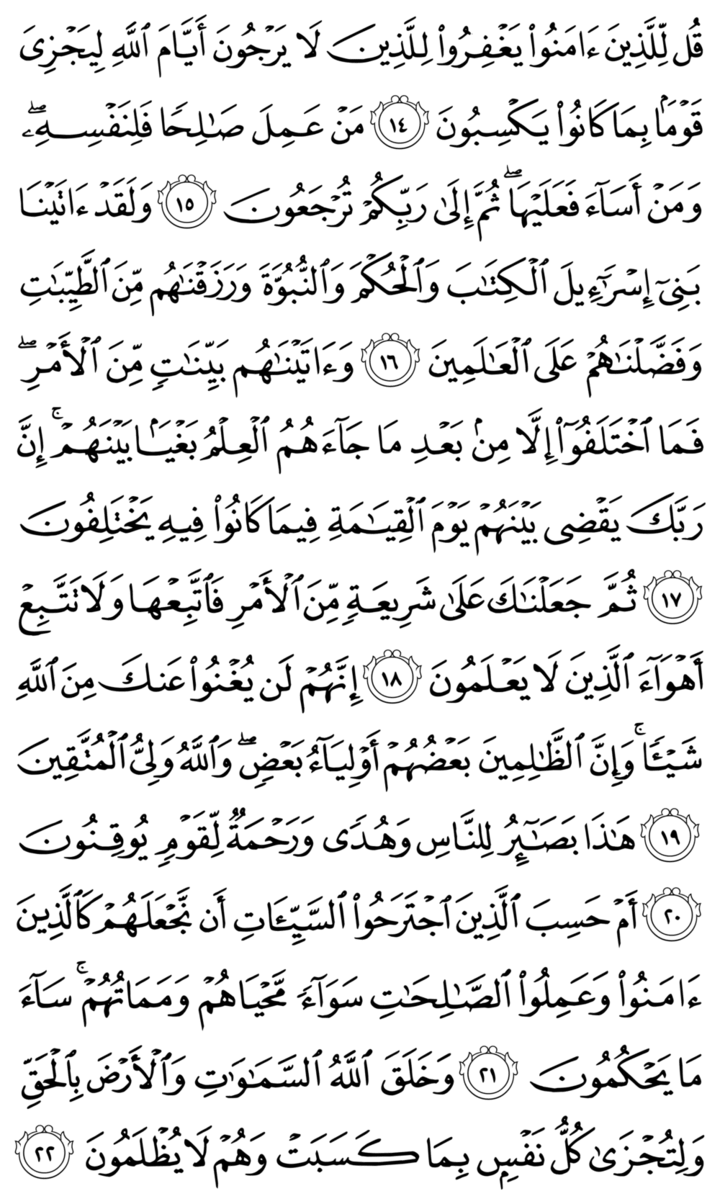 قُل لِّلَّذِينَ ءَامَنُوا۟ يَغْفِرُوا۟ لِلَّذِينَ لَا يَرْجُونَ أَيَّامَ ٱللَّهِ لِيَجْزِىَ
قَوْمًۢا بِمَا كَانُوا۟ يَكْسِبُونَ ١٤ مَنْ عَمِلَ صَـٰلِحًا فَلِنَفْسِهِۦ ۖ
وَمَنْ أَسَآءَ فَعَلَيْهَا ۖ ثُمَّ إِلَىٰ رَبِّكُمْ تُرْجَعُونَ ١٥ وَلَقَدْ ءَاتَيْنَا
بَنِىٓ إِسْرَٰٓءِيلَ ٱلْكِتَـٰبَ وَٱلْحُكْمَ وَٱلنُّبُوَّةَ وَرَزَقْنَـٰهُم مِّنَ ٱلطَّيِّبَـٰتِ
وَفَضَّلْنَـٰهُمْ عَلَى ٱلْعَـٰلَمِينَ ١٦ وَءَاتَيْنَـٰهُم بَيِّنَـٰتٍ مِّنَ ٱلْأَمْرِ ۖ
فَمَا ٱخْتَلَفُوٓا۟ إِلَّا مِنۢ بَعْدِ مَا جَآءَهُمُ ٱلْعِلْمُ بَغْيًۢا بَيْنَهُمْ ۚ إِنَّ
رَبَّكَ يَقْضِى بَيْنَهُمْ يَوْمَ ٱلْقِيَـٰمَةِ فِيمَا كَانُوا۟ فِيهِ يَخْتَلِفُونَ
١٧ ثُمَّ جَعَلْنَـٰكَ عَلَىٰ شَرِيعَةٍ مِّنَ ٱلْأَمْرِ فَٱتَّبِعْهَا وَلَا تَتَّبِعْ
أَهْوَآءَ ٱلَّذِينَ لَا يَعْلَمُونَ ١٨ إِنَّهُمْ لَن يُغْنُوا۟ عَنكَ مِنَ ٱللَّهِ
شَيْـًٔا ۚ وَإِنَّ ٱلظَّـٰلِمِينَ بَعْضُهُمْ أَوْلِيَآءُ بَعْضٍ ۖ وَٱللَّهُ وَلِىُّ ٱلْمُتَّقِينَ
١٩ هَـٰذَا بَصَـٰٓئِرُ لِلنَّاسِ وَهُدًى وَرَحْمَةٌ لِّقَوْمٍ يُوقِنُونَ
٢٠ أَمْ حَسِبَ ٱلَّذِينَ ٱجْتَرَحُوا۟ ٱلسَّيِّـَٔاتِ أَن نَّجْعَلَهُمْ كَٱلَّذِينَ
ءَامَنُوا۟ وَعَمِلُوا۟ ٱلصَّـٰلِحَـٰتِ سَوَآءً مَّحْيَاهُمْ وَمَمَاتُهُمْ ۚ سَآءَ
مَا يَحْكُمُونَ ٢١ وَخَلَقَ ٱللَّهُ ٱلسَّمَـٰوَٰتِ وَٱلْأَرْضَ بِٱلْحَقِّ
وَلِتُجْزَىٰ كُلُّ نَفْسٍۭ بِمَا كَسَبَتْ وَهُمْ لَا يُظْلَمُونَ ٢٢